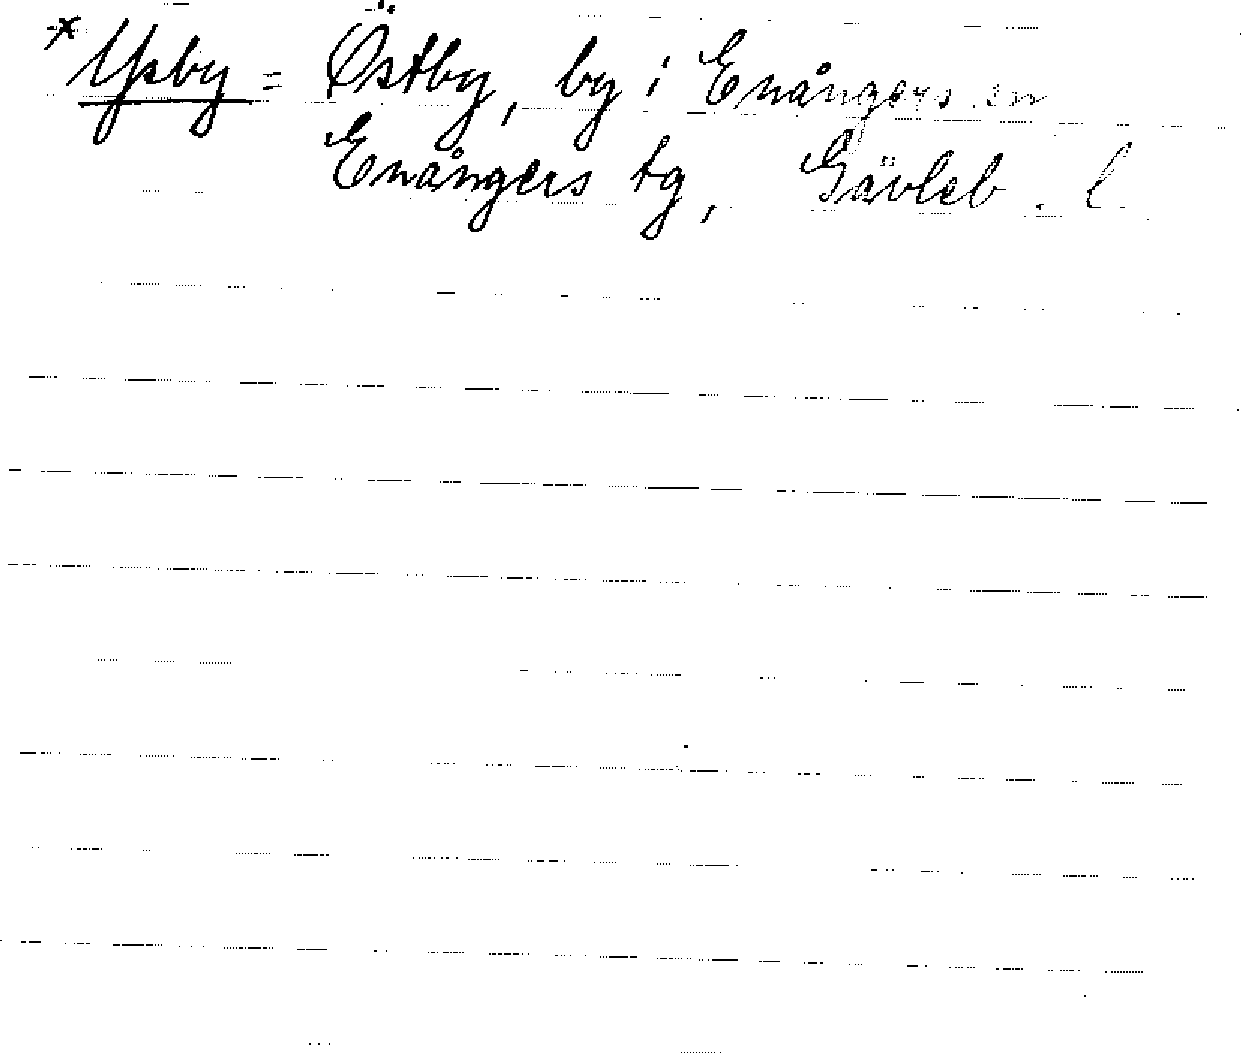 *Ysby = Östby, by i Enångers sn
Enångers tg, Gävleb. l.